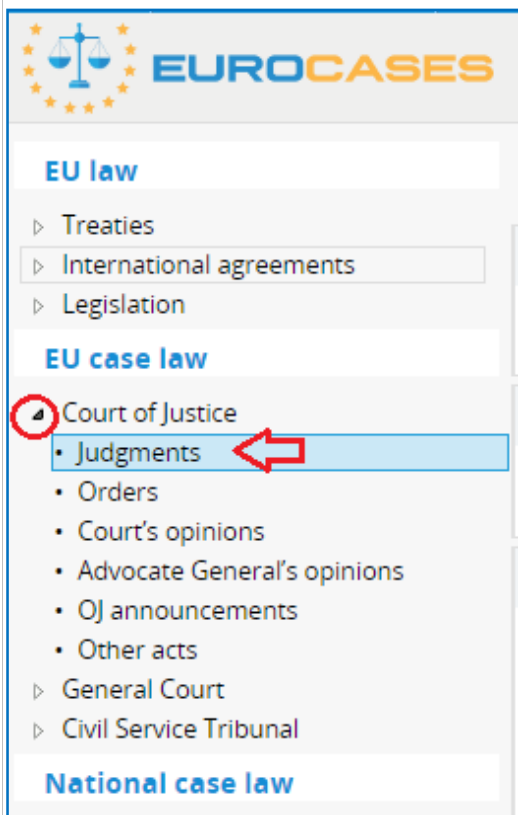 EUROCASES
EU law
Treaties
International agreements
Legislation
EU case law
Court of Justice
• Judgments
• Orders
• Court's opinions
• Advocate General's opinions
• OJ announcements
• Other acts
General Court
Civil Service Tribunal
National case law